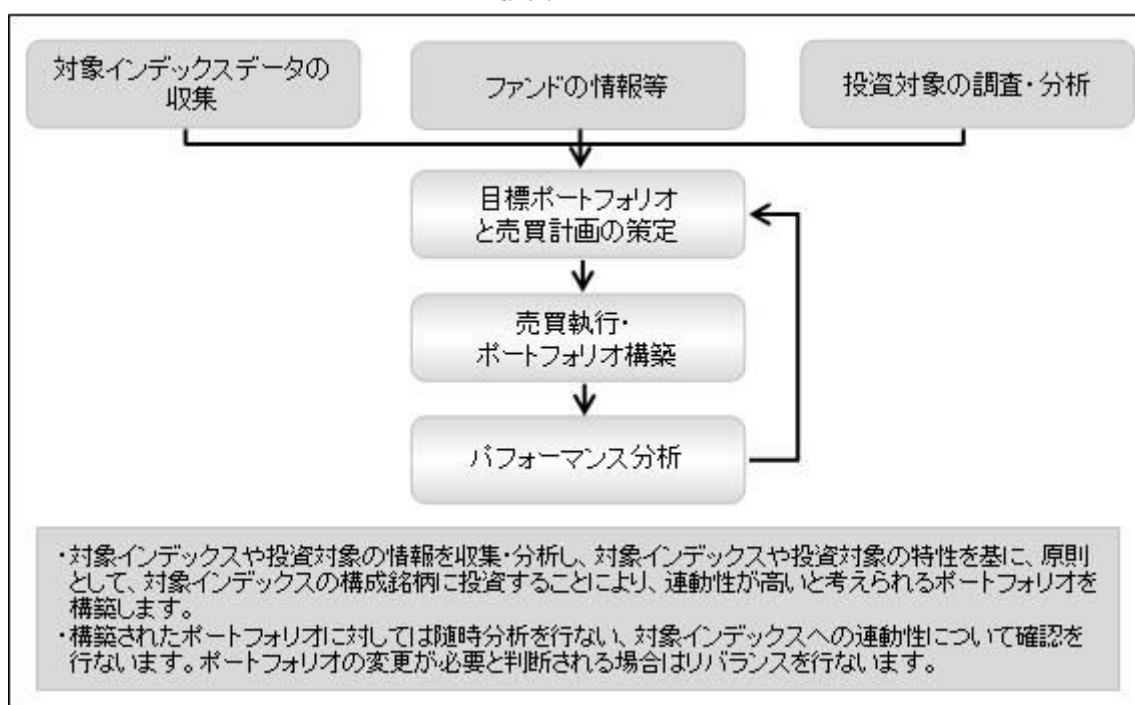 対象インデックスデータの
収集
ファンドの情報等
投資対象の調査・分析
目標ポートフォリオ
と売買計画の策定
売買執行・
ポートフォリオ構築
パフォーマンス分析
・対象インデックスや投資対象の情報を収集・分析し、対象インデックスや投資対象の特性を基に、原則
として、対象インデックスの構成銘柄に投資することにより、連動性が高いと考えられるポートフォリオを
構築します。
・構築されたポートフォリオに対しては随時分析を行ない、対象インデックスへの連動性について確認を
行ないます。ポートフォリオの変更が必要と判断される場合はリバランスを行ないます。